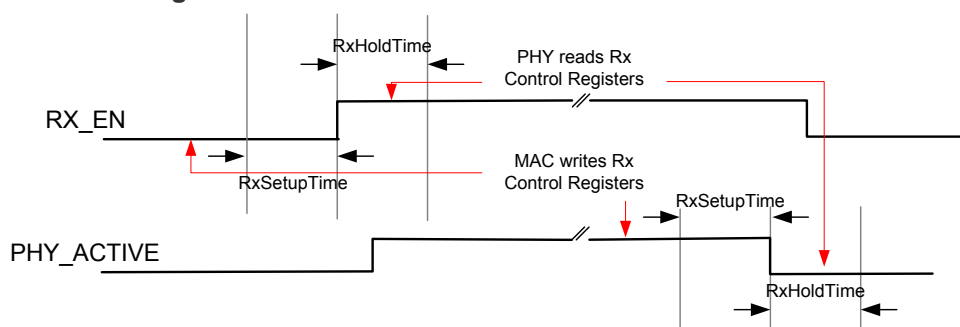 RxHoldTime
PHY reads Rx
Control Registers
RX_EN
RxSetupTime
MAC writes Rx
Control Registers
RxSetupTime
PHY_ACTIVE
RxHoldTime